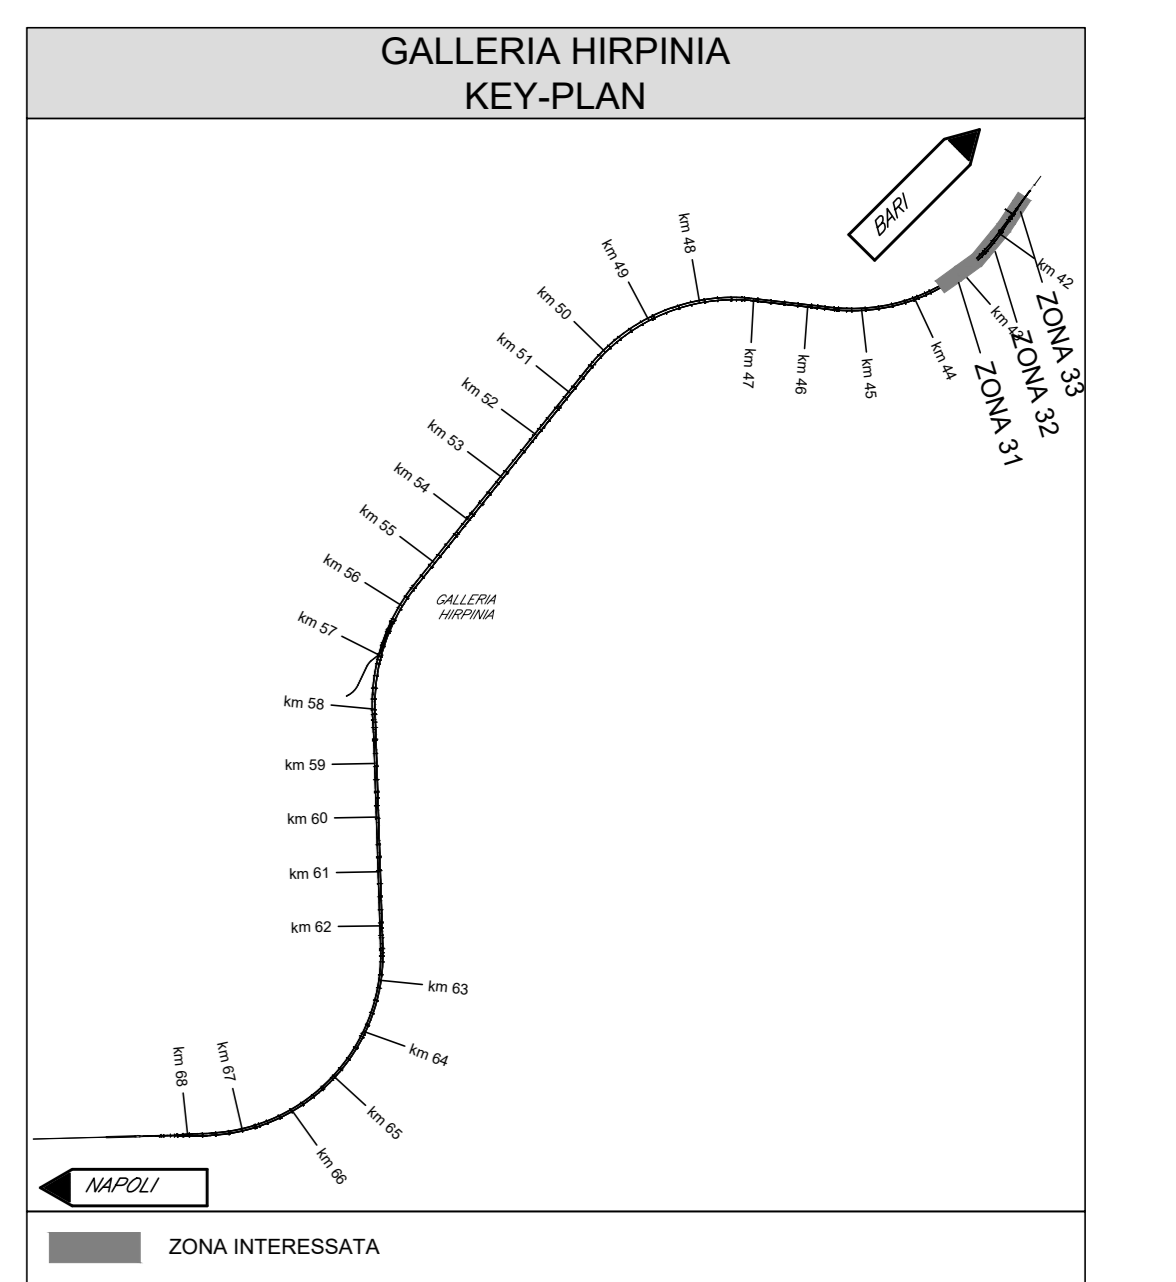 GALLERIA HIRPINIA
KEY-PLAN
BARI
km 42
km 43
ZONA 33
ZONA 32
ZONA 31
km 44
km 45
km 46
km 47
km 48
km 49
km 50
km 51
km 52
km 53
km 54
km 55
km 56
GALLERIA
HIRPINIA
km 57
km 58
km 59
km 60
km 61
km 62
km 63
km 64
km 65
km 66
km 67
km 68
NAPOLI
ZONA INTERESSATA